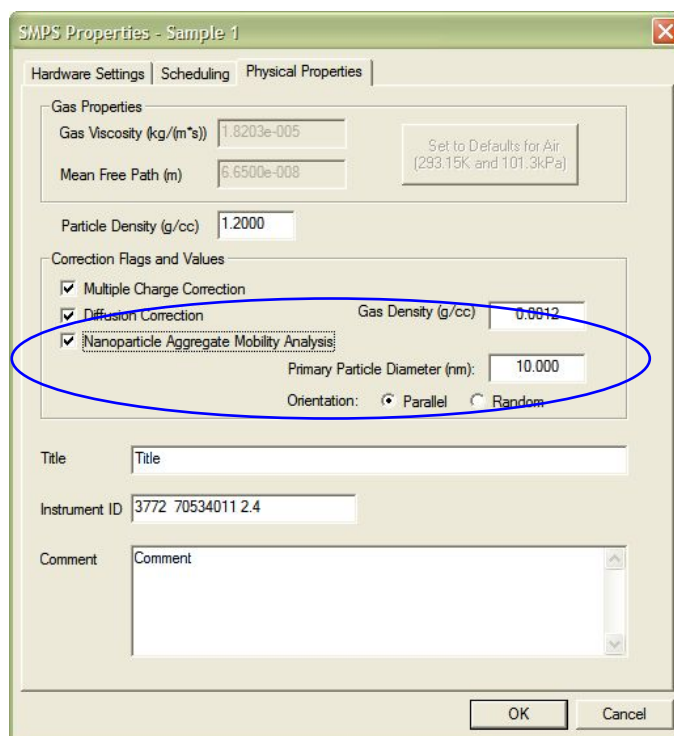 SMPS Properties - Sample 1
Hardware Settings Scheduling Physical Properties
Gas Properties
Gas Viscosity (kg/(m*s)) 1.8203e-005
Set to Defaults for Air
(293.15K and 101.3kPa)
Mean Free Path (m) 6.6500e-008
Particle Density (g/cc) 1.2000
Correction Flags and Values
Multiple Charge Correction
Diffusion Correction Gas Density (g/cc) 0.0012
Nanoparticle Aggregate Mobility Analysis
Primary Particle Diameter (nm): 10.000
Orientation: Parallel Random
Title Title
Instrument ID 3772 70534011 2.4
Comment Comment
OK Cancel